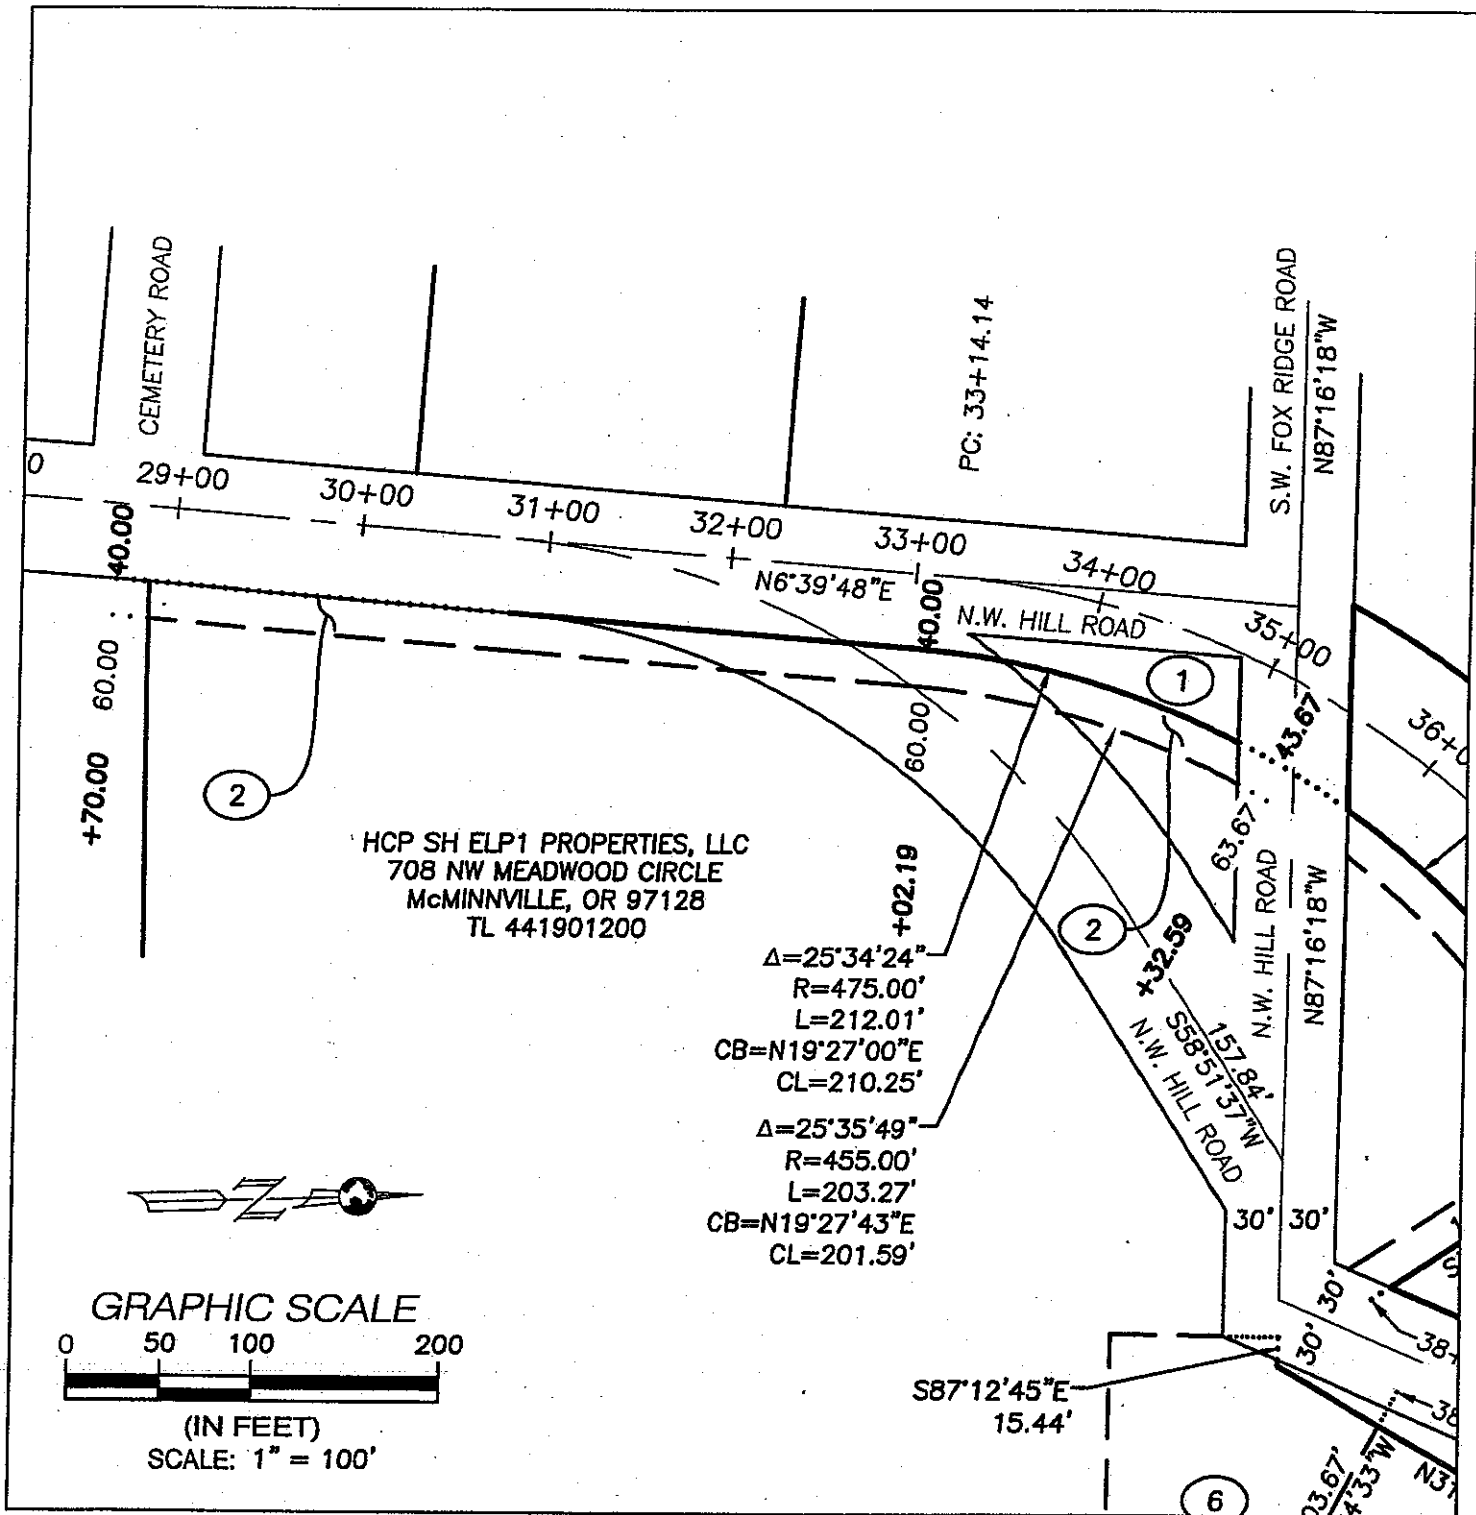 CEMETERY ROAD
PC: 33+14.14
S.W. FOX RIDGE ROAD
N87°16'18"W
0
29+00
30+00
31+00
32+00
33+00
34+00
35+00
N6°39'48"E
N.W. HILL ROAD
40.00
60.00
+70.00
40.00
60.00
+02.19
1
2
2
43.67
63.67
+32.59
N.W. HILL ROAD
N87°16'18"W
HCP SH ELP1 PROPERTIES, LLC
708 NW MEADWOOD CIRCLE
McMINNVILLE, OR 97128
TL 441901200
Δ=25°34'24"
R=475.00'
L=212.01'
CB=N19°27'00"E
CL=210.25'
Δ=25°35'49"
R=455.00'
L=203.27'
CB=N19°27'43"E
CL=201.59'
157.84'
S58°51'37"W
N.W. HILL ROAD
30' 30'
30'
30'
N
GRAPHIC SCALE
0 50 100 200
(IN FEET)
SCALE: 1" = 100'
S87°12'45"E
15.44'
6